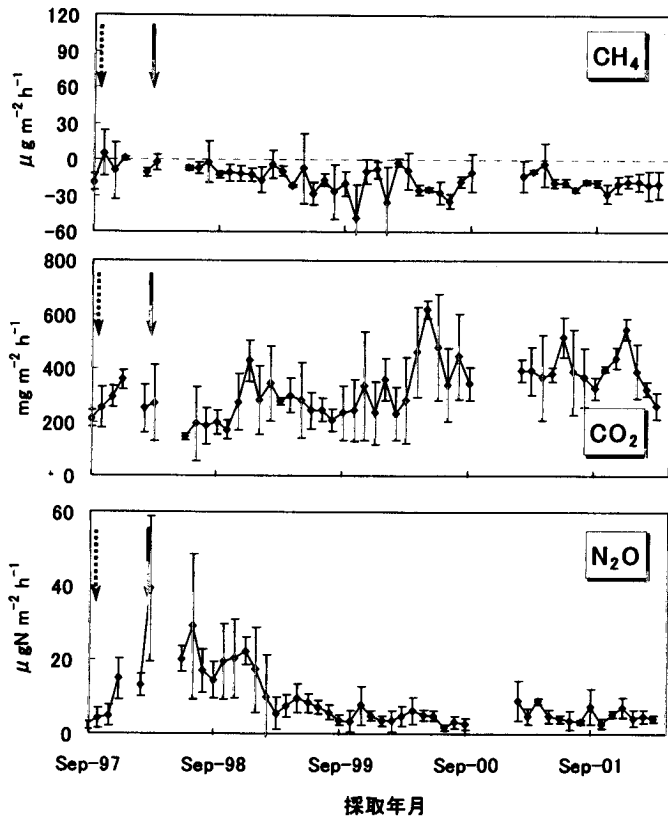 120
90
60
30
0
-30
-60
μg m-2 h-1
CH4
800
600
400
200
0
mg m-2 h-1
CO2
60
40
20
0
μgN m-2 h-1
N2O
Sep-97
Sep-98
Sep-99
Sep-00
Sep-01
採取年月